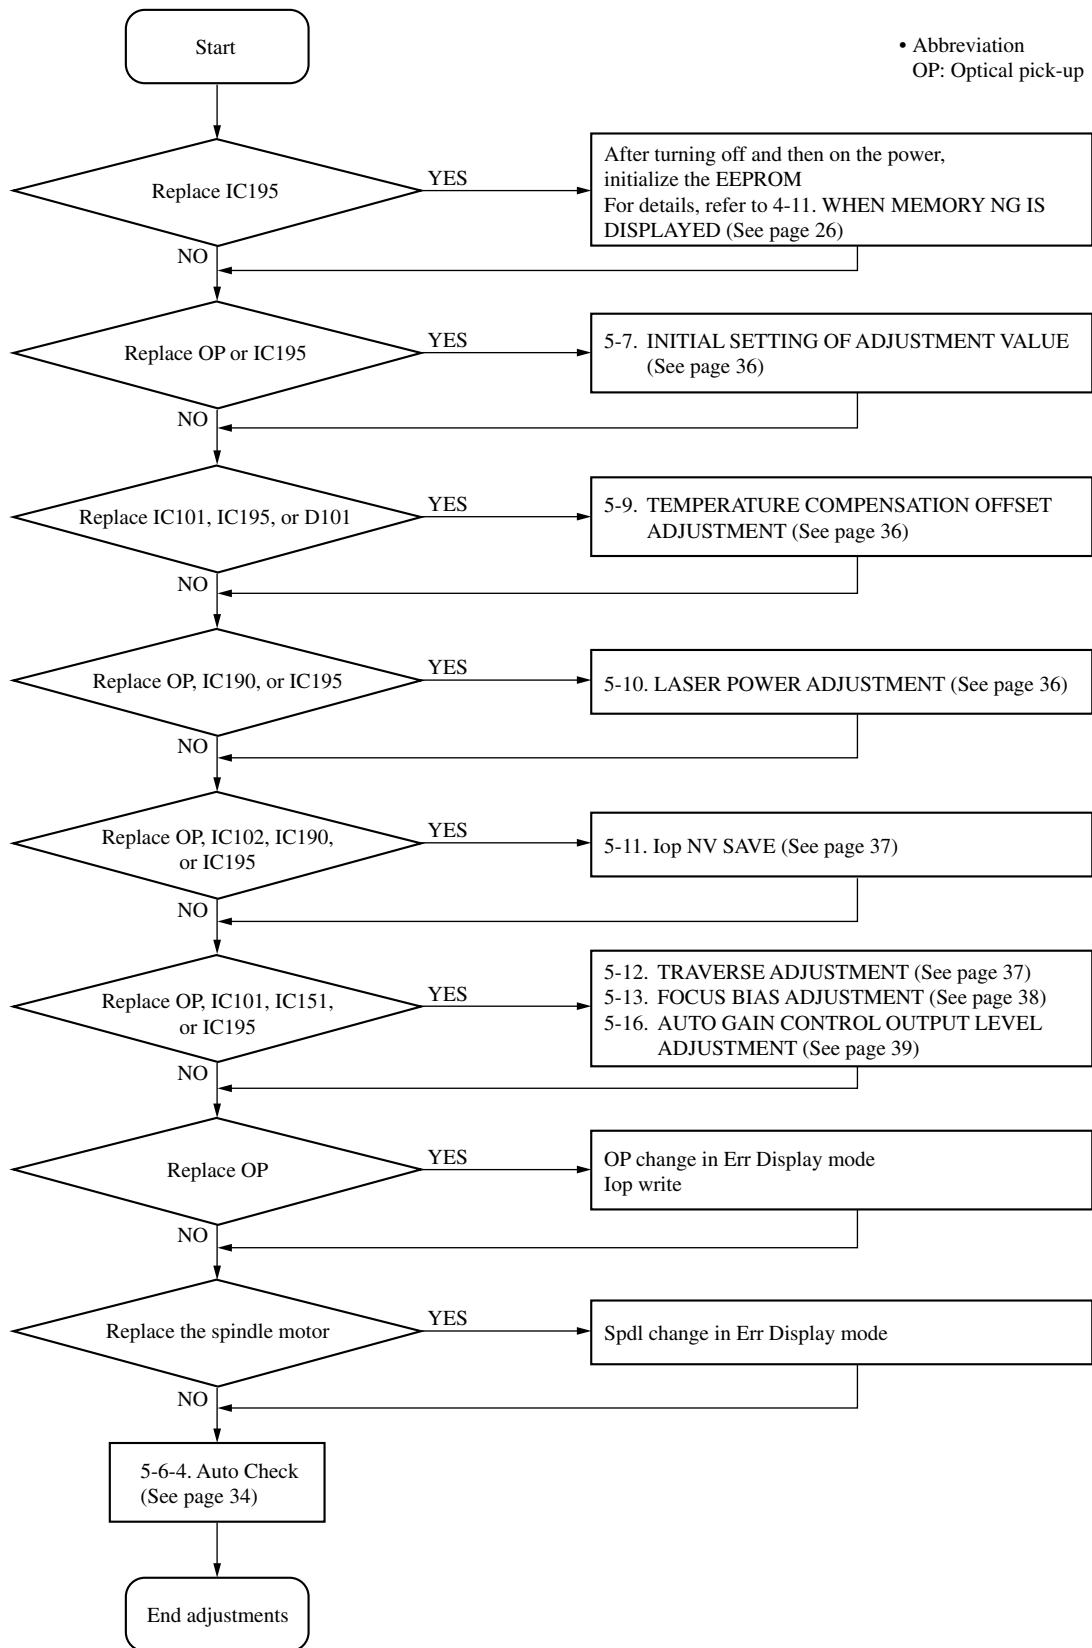 Start
• Abbreviation
OP: Optical pick-up
Replace IC195
YES
After turning off and then on the power,
initialize the EEPROM
For details, refer to 4-11. WHEN MEMORY NG IS
DISPLAYED (See page 26)
NO
Replace OP or IC195
YES
5-7. INITIAL SETTING OF ADJUSTMENT VALUE
(See page 36)
NO
Replace IC101, IC195, or D101
YES
5-9. TEMPERATURE COMPENSATION OFFSET
ADJUSTMENT (See page 36)
NO
Replace OP, IC190, or IC195
YES
5-10. LASER POWER ADJUSTMENT (See page 36)
NO
Replace OP, IC102, IC190,
or IC195
YES
5-11. Iop NV SAVE (See page 37)
NO
Replace OP, IC101, IC151,
or IC195
YES
5-12. TRAVERSE ADJUSTMENT (See page 37)
5-13. FOCUS BIAS ADJUSTMENT (See page 38)
5-16. AUTO GAIN CONTROL OUTPUT LEVEL
ADJUSTMENT (See page 39)
NO
Replace OP
YES
OP change in Err Display mode
Iop write
NO
Replace the spindle motor
YES
Spdl change in Err Display mode
NO
5-6-4. Auto Check
(See page 34)
End adjustments